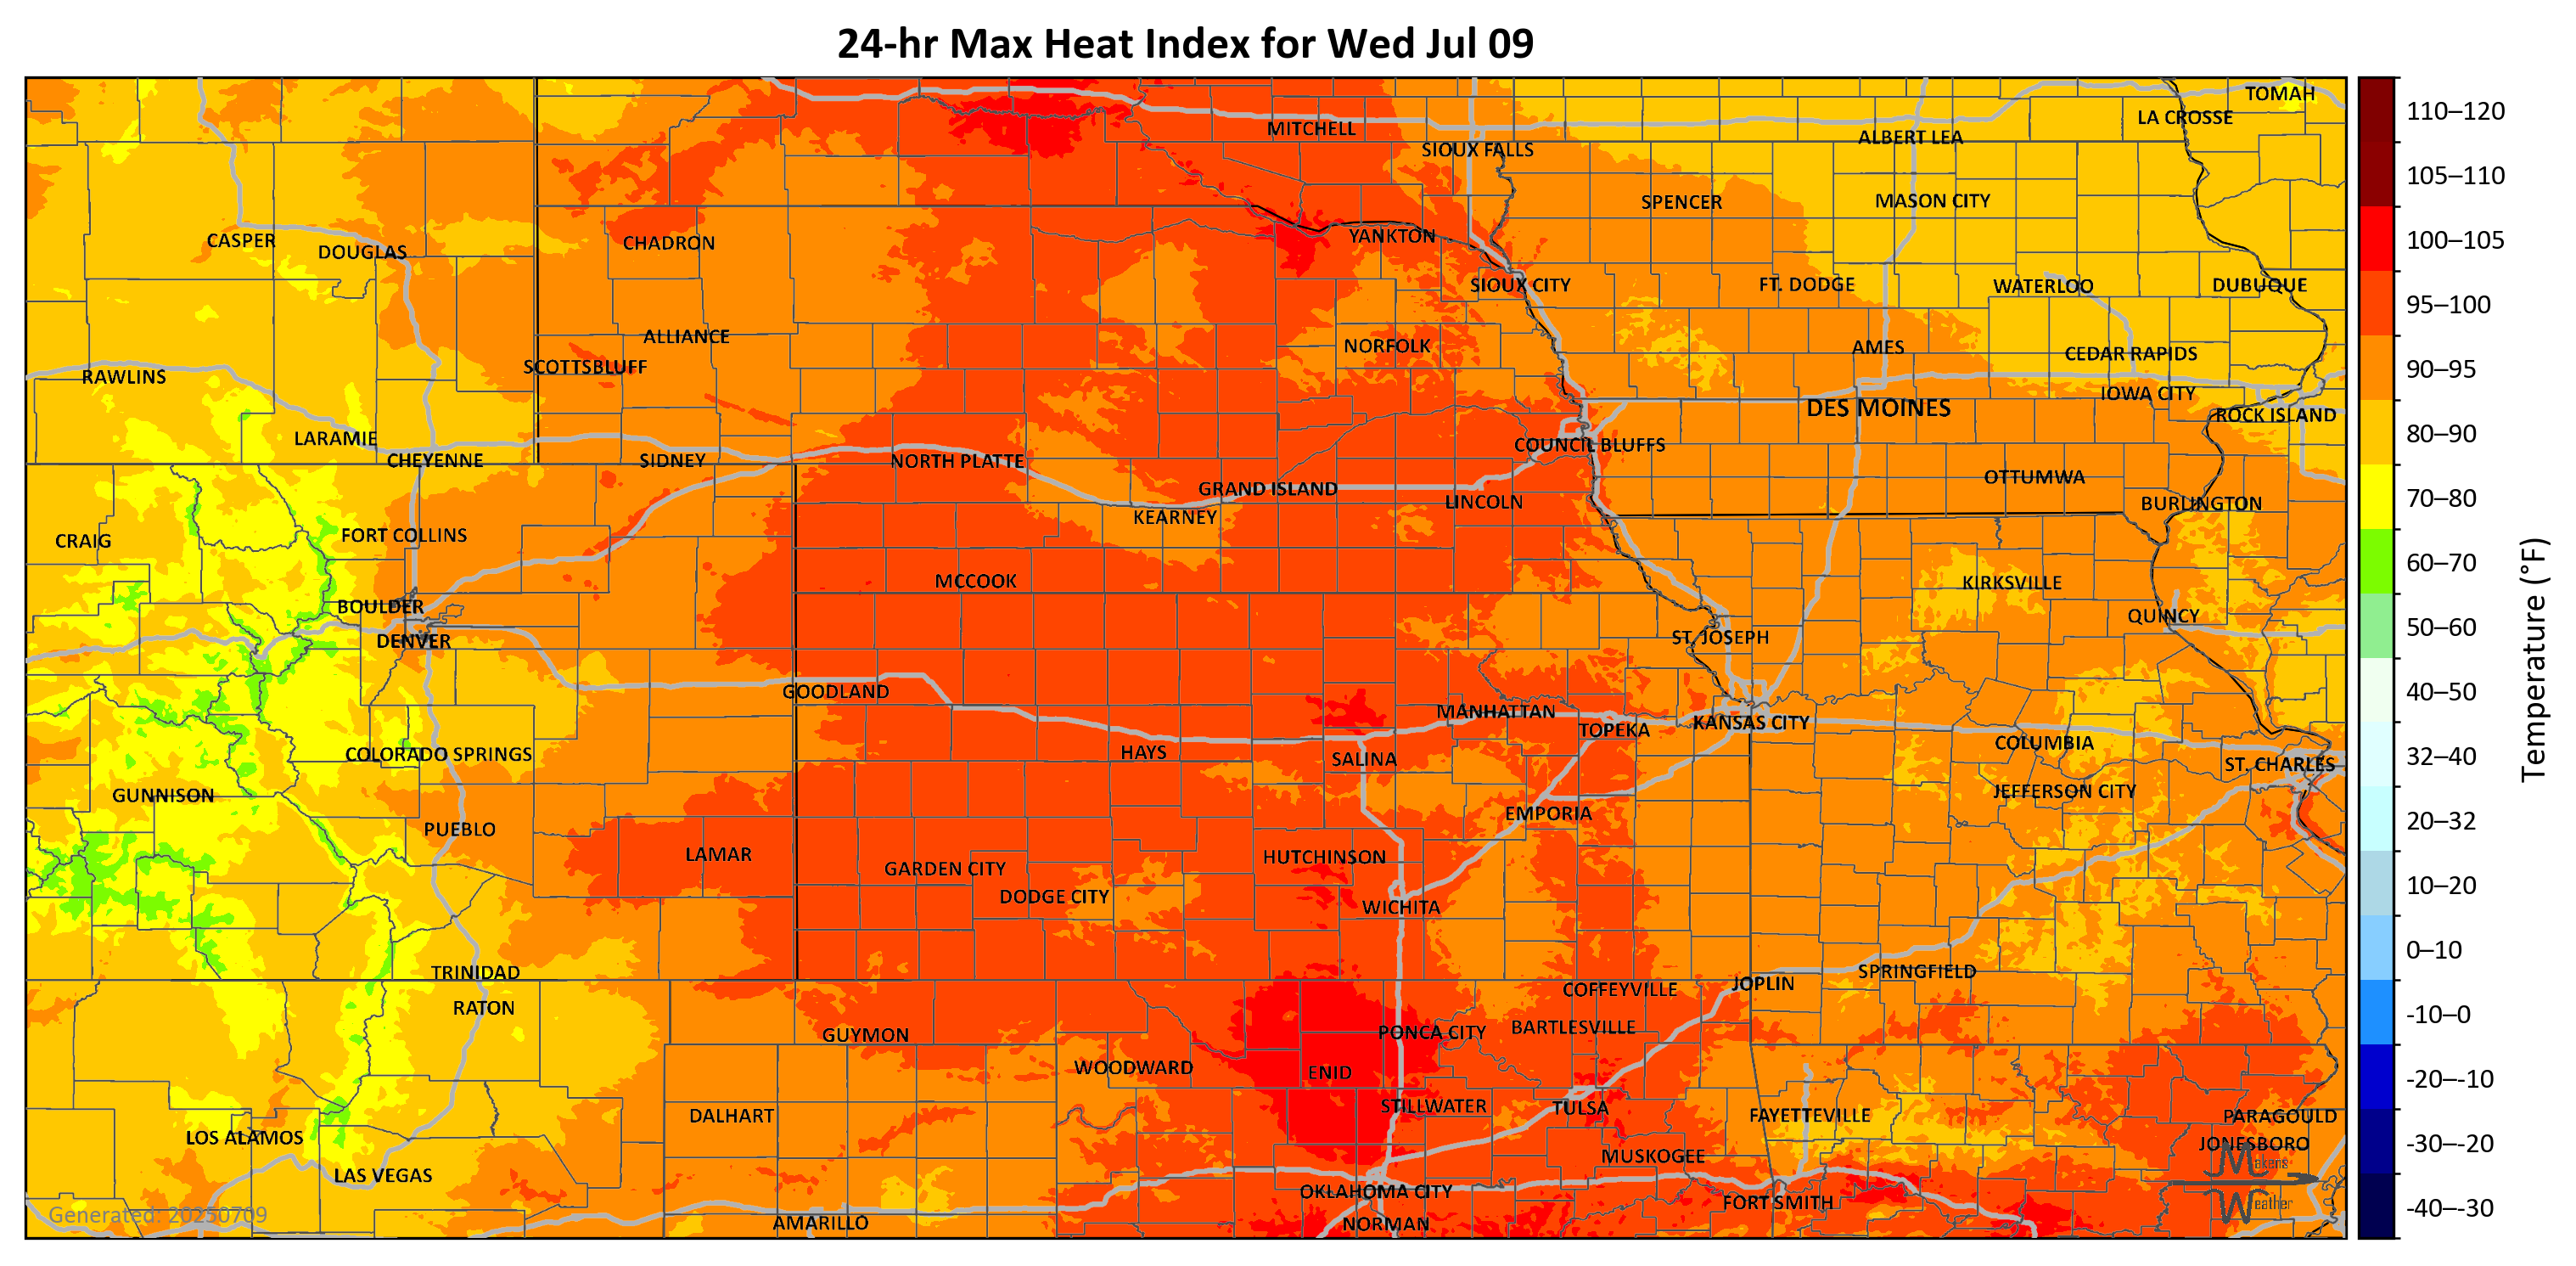 24-hr Max Heat Index for Wed Jul 09
TOMAH
LA CROSSE
MITCHELL
ALBERT LEA
SIOUX FALLS
SPENCER
MASON CITY
YANKTON
CASPER
CHADRON
DOUGLAS
SIOUX CITY
FT. DODGE
WATERLOO
DUBUQUE
ALLIANCE
NORFOLK
AMES
CEDAR RAPIDS
SCOTTSBLUFF
RAWLINS
IOWA CITY
DES MOINES
ROCK ISLAND
LARAMIE
COUNCIL BLUFFS
CHEYENNE
SIDNEY
NORTH PLATTE
OTTUMWA
GRAND ISLAND
LINCOLN
BURLINGTON
KEARNEY
FORT COLLINS
CRAIG
MCCOOK
KIRKSVILLE
BOULDER
QUINCY
DENVER
ST. JOSEPH
GOODLAND
MANHATTAN
KANSAS CITY
TOPEKA
COLUMBIA
COLORADO SPRINGS
HAYS
SALINA
ST. CHARLES
GUNNISON
JEFFERSON CITY
EMPORIA
PUEBLO
LAMAR
HUTCHINSON
GARDEN CITY
DODGE CITY
WICHITA
TRINIDAD
SPRINGFIELD
JOPLIN
COFFEYVILLE
RATON
BARTLESVILLE
PONCA CITY
GUYMON
WOODWARD
ENID
STILLWATER
TULSA
DALHART
FAYETTEVILLE
PARAGOULD
LOS ALAMOS
JONESBORO
MUSKOGEE
LAS VEGAS
OKLAHOMA CITY
FORT SMITH
AMARILLO
NORMAN
Makens
Weather
Generated: 20250709
110–120
105–110
100–105
95–100
90–95
80–90
70–80
60–70
50–60
40–50
32–40
20–32
10–20
0–10
-10–0
-20–-10
-30–-20
-40–-30
Temperature (°F)